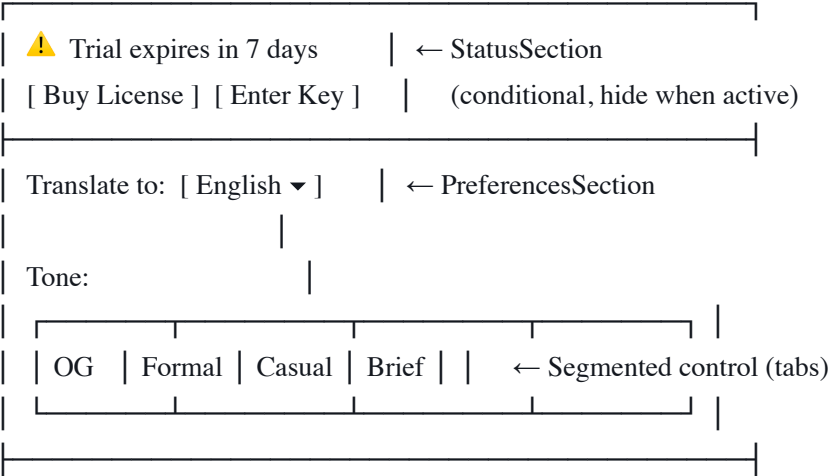 ⚠️ Trial expires in 7 days │ ← StatusSection
│ [ Buy License ] [ Enter Key ] │ (conditional, hide when active)
│ Translate to: [ English ▾ ] │ ← PreferencesSection
│ Tone: │
│ │ OG │ Formal │ Casual │ Brief │ │ ← Segmented control (tabs)